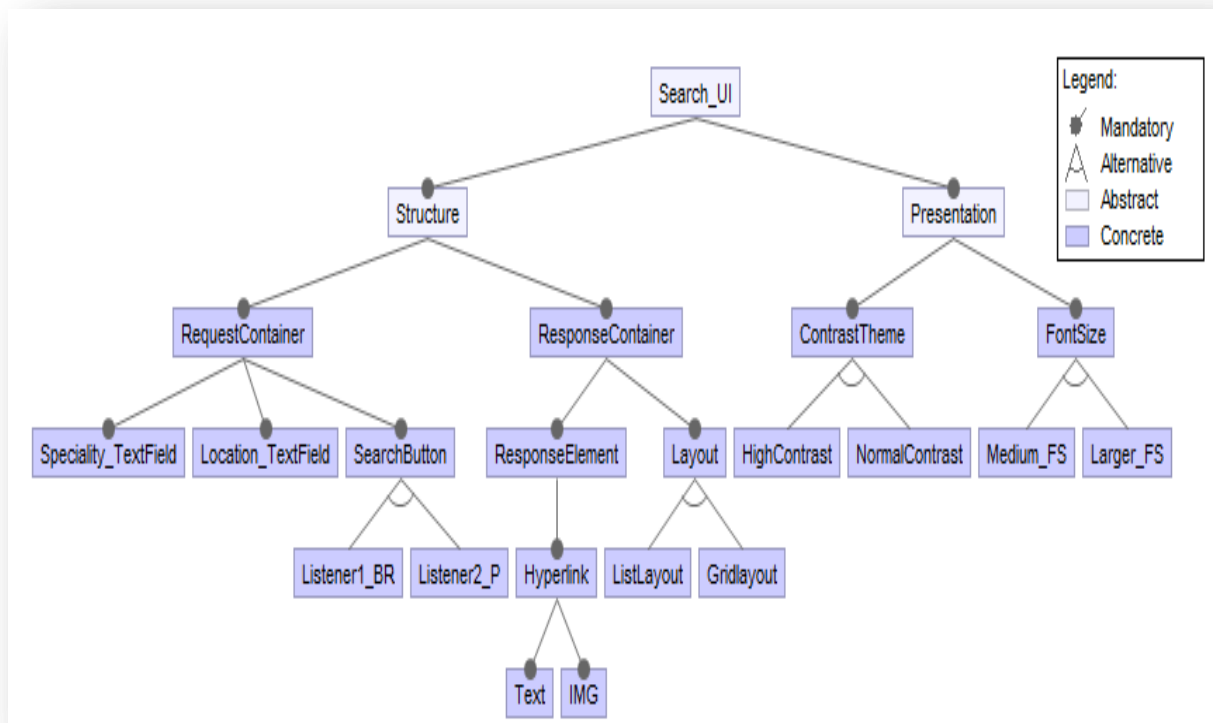 Search_UI
Legend:
Mandatory
Alternative
Abstract
Concrete
Structure
Presentation
RequestContainer
ResponseContainer
ContrastTheme
FontSize
Speciality_TextField
Location_TextField
SearchButton
ResponseElement
Layout
HighContrast
NormalContrast
Medium_FS
Larger_FS
Listener1_BR
Listener2_P
Hyperlink
ListLayout
Gridlayout
Text
IMG